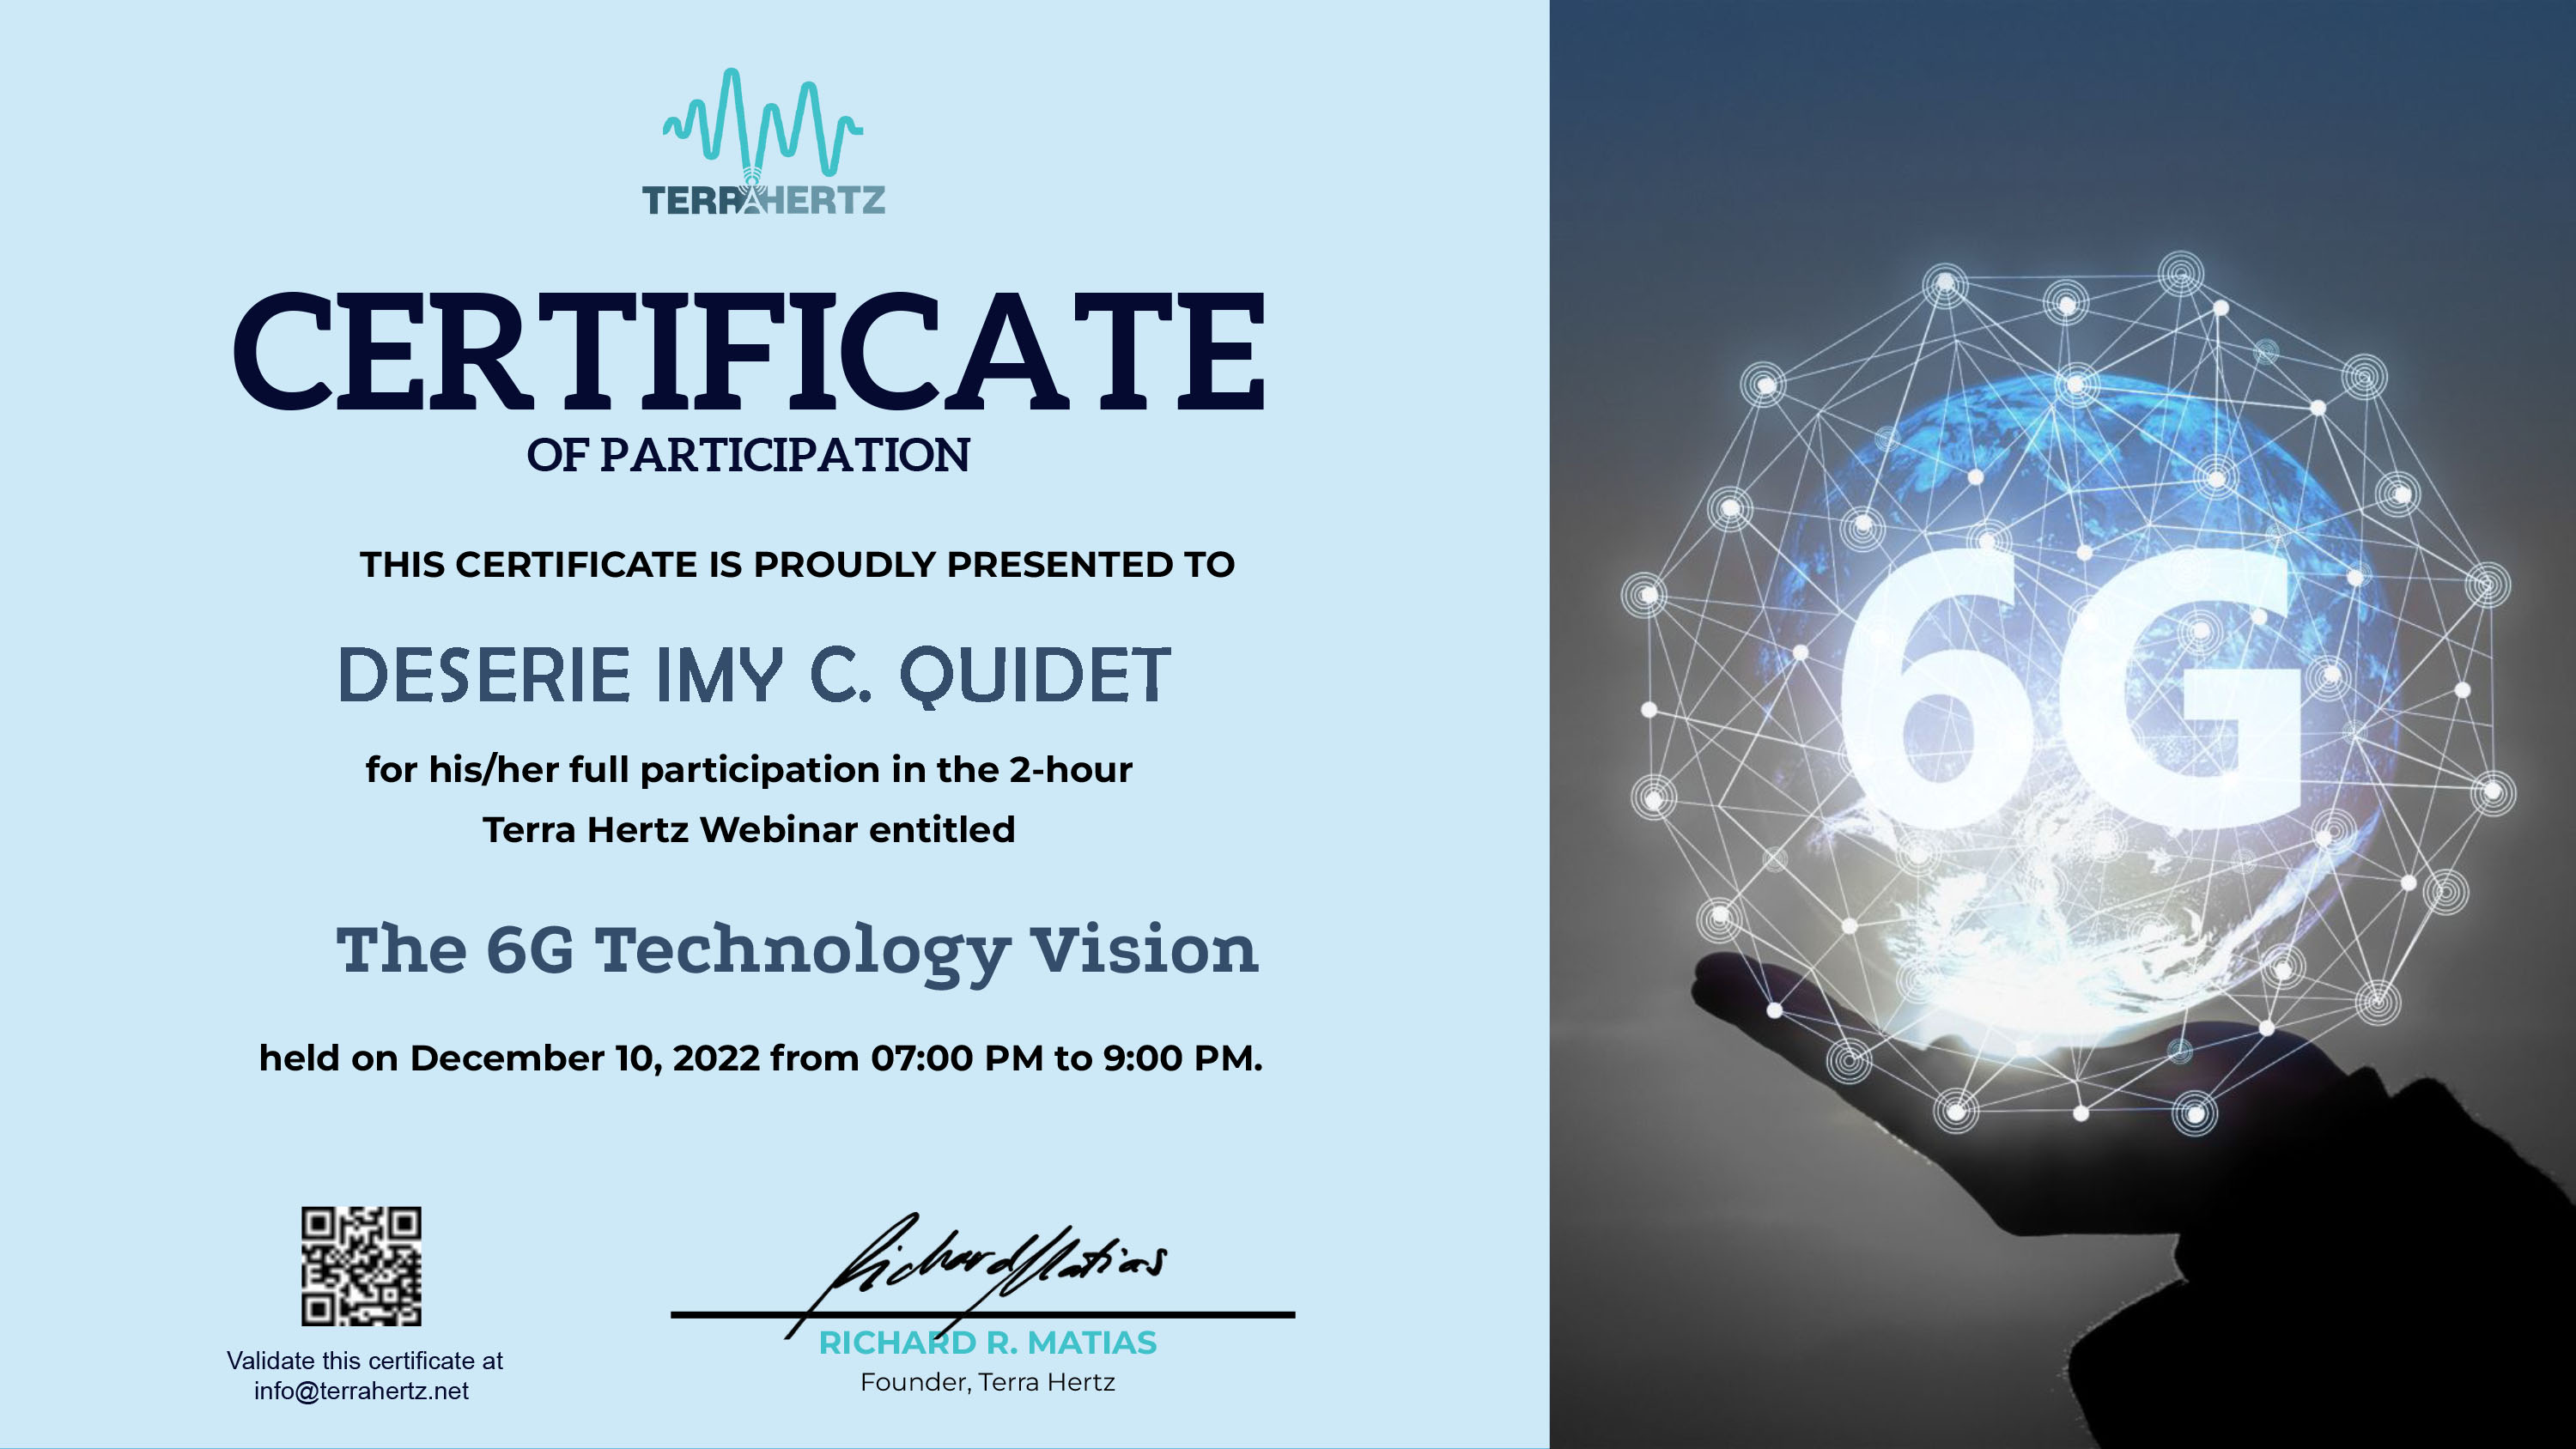 TERRAHERTZ
CERTIFICATE
OF PARTICIPATION
THIS CERTIFICATE IS PROUDLY PRESENTED TO
DESERIE IMY C. QUIDET
for his/her full participation in the 2-hour
Terra Hertz Webinar entitled
The 6G Technology Vision
held on December 10, 2022 from 07:00 PM to 9:00 PM.
Richard Matias
RICHARD R. MATIAS
Founder, Terra Hertz
Validate this certificate at
info@terrahertz.net
6G